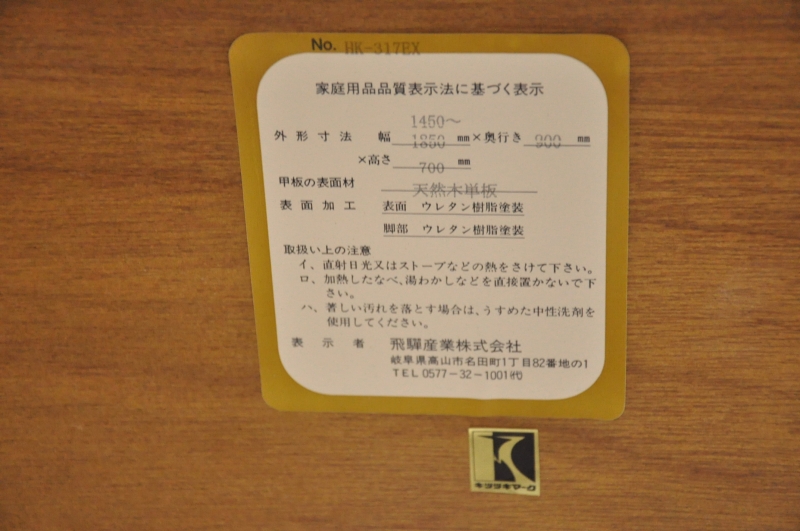 No. HK-317EX
家庭用品品質表示法に基づく表示
1450〜
外形寸法 幅 1850 mm ×奥行き 900 mm
×高さ 700 mm
甲板の表面材 天然木単板
表面加工 表面 ウレタン樹脂塗装
脚部 ウレタン樹脂塗装
取扱い上の注意
イ、直射日光又はストーブなどの熱をさけて下さい。
ロ、加熱したなべ、湯わかしなどを直接置かないで下
さい。
ハ、著しい汚れを落とす場合は、うすめた中性洗剤を
使用してください。
表示者 飛騨産業株式会社
岐阜県高山市名田町1丁目82番地の1
TEL 0577-32-1001㈹
キツツキマーク